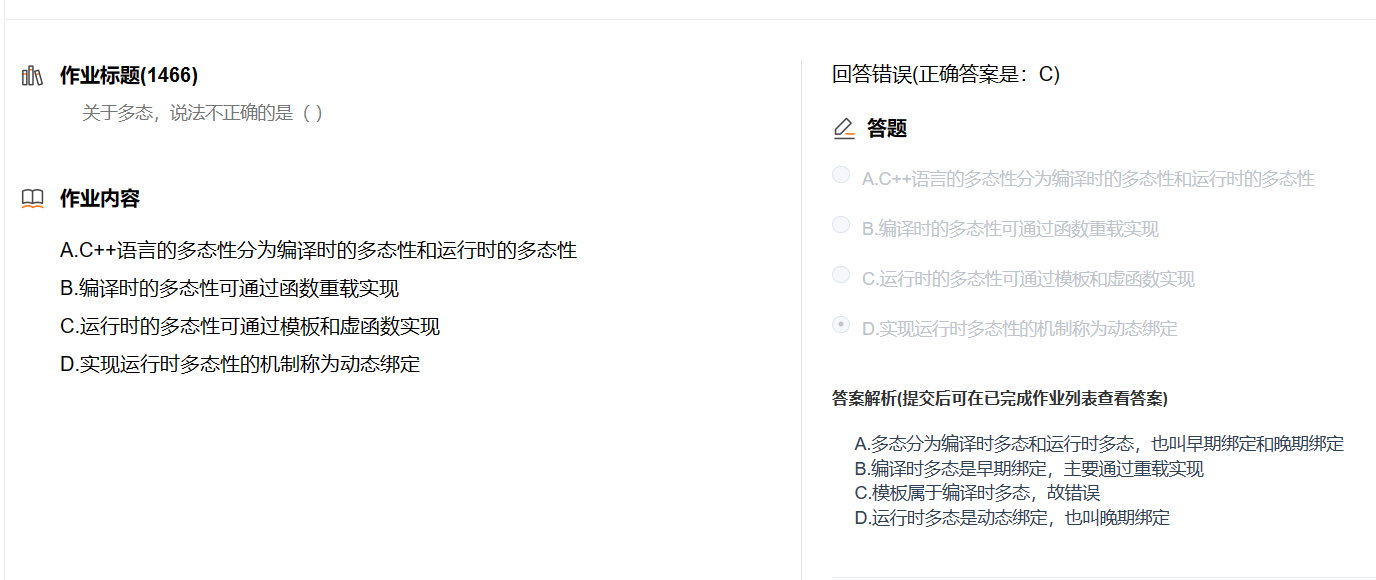 作业标题(1466)
关于多态，说法不正确的是（ ）
作业内容
A.C++语言的多态性分为编译时的多态性和运行时的多态性
B.编译时的多态性可通过函数重载实现
C.运行时的多态性可通过模板和虚函数实现
D.实现运行时多态性的机制称为动态绑定
回答错误(正确答案是：C)
答题
A.C++语言的多态性分为编译时的多态性和运行时的多态性
B.编译时的多态性可通过函数重载实现
C.运行时的多态性可通过模板和虚函数实现
D.实现运行时多态性的机制称为动态绑定
答案解析(提交后可在已完成作业列表查看答案)
A.多态分为编译时多态和运行时多态，也叫早期绑定和晚期绑定
B.编译时多态是早期绑定，主要通过重载实现
C.模板属于编译时多态，故错误
D.运行时多态是动态绑定，也叫晚期绑定